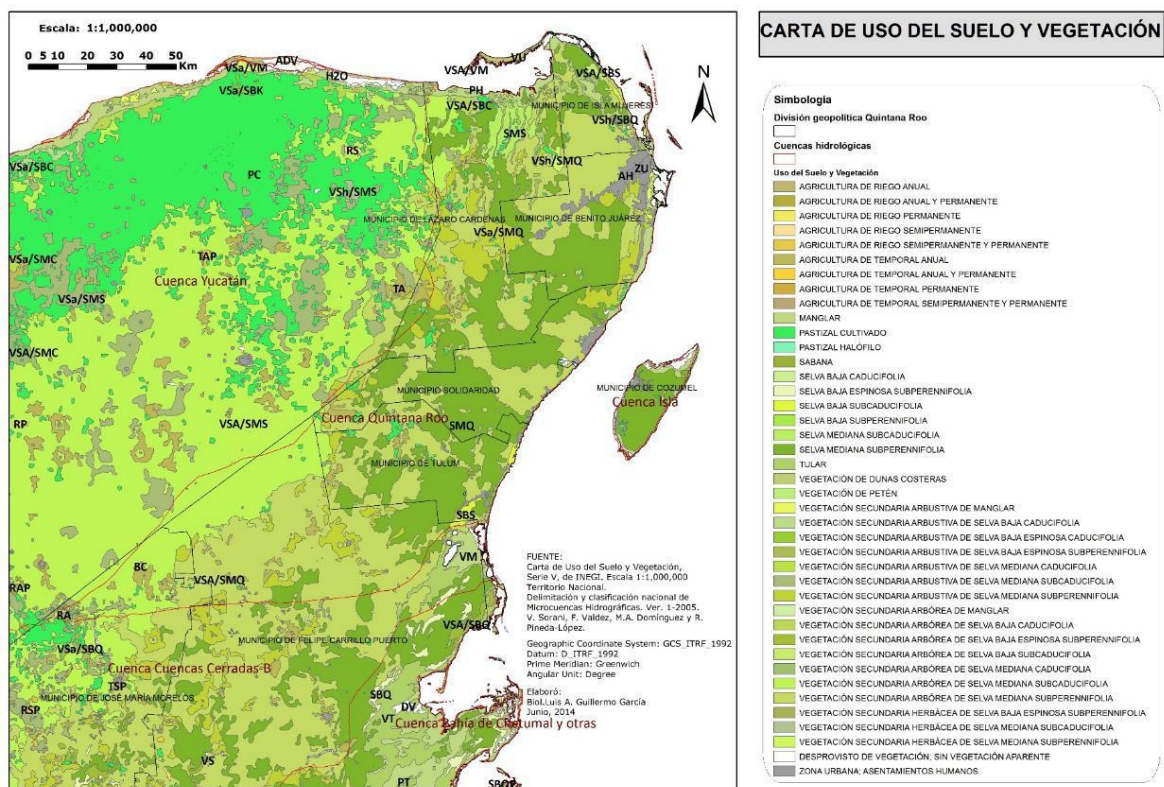 Escala: 1:1,000,000
0 5 10 20 30 40 50
Km
N
VSa/VM
ADV
H2O
VSa/SBK
VSA/VM
VU
VSA/SBS
PH
VSA/SBC
MUNICIPIO DE ISLA MUJERES
VSh/SBQ
SMS
RS
VSh/SMQ
ZU
AH
VSa/SBC
PC
VSh/SMS
MUNICIPIO DE LÁZARO CÁRDENAS
MUNICIPIO DE BENITO JUÁREZ
VSa/SMQ
VSa/SMC
TAP
Cuenca Yucatán
TA
VSa/SMS
VSA/SMC
MUNICIPIO SOLIDARIDAD
MUNICIPIO DE COZUMEL
Cuenca Isla
Cuenca Quintana Roo
RP
VSA/SMS
SMQ
MUNICIPIO DE TULUM
SBS
VM
BC
VSA/SMQ
RAP
RA
VSA/SBQ
VSa/SBQ
MUNICIPIO DE FELIPE CARRILLO PUERTO
Cuenca Cuencas Cerradas-B
TSP
MUNICIPIO DE JOSÉ MARÍA MORELOS
RSP
SBQ
DV
VT
Cuenca Bahía de Chetumal y otras
VS
PT
FUENTE:
Carta de Uso del Suelo y Vegetación,
Serie V, de INEGI. Escala 1:1,000,000
Territorio Nacional.
Delimitación y clasificación nacional de
Microcuencas Hidrográficas. Ver. 1-2005.
V. Sorani, F. Valdez, M.A. Domínguez y R.
Pineda-López.
Geographic Coordinate System: GCS_ITRF_1992
Datum: D_ITRF_1992
Prime Meridian: Greenwich
Angular Unit: Degree
Elaboró:
Biol.Luis A. Guillermo García
Junio, 2014
CARTA DE USO DEL SUELO Y VEGETACIÓN
Simbología
División geopolítica Quintana Roo
Cuencas hidrológicas
Uso del Suelo y Vegetación
AGRICULTURA DE RIEGO ANUAL
AGRICULTURA DE RIEGO ANUAL Y PERMANENTE
AGRICULTURA DE RIEGO PERMANENTE
AGRICULTURA DE RIEGO SEMIPERMANENTE
AGRICULTURA DE RIEGO SEMIPERMANENTE Y PERMANENTE
AGRICULTURA DE TEMPORAL ANUAL
AGRICULTURA DE TEMPORAL ANUAL Y PERMANENTE
AGRICULTURA DE TEMPORAL PERMANENTE
AGRICULTURA DE TEMPORAL SEMIPERMANENTE Y PERMANENTE
MANGLAR
PASTIZAL CULTIVADO
PASTIZAL HALÓFILO
SABANA
SELVA BAJA CADUCIFOLIA
SELVA BAJA ESPINOSA SUBPERENNIFOLIA
SELVA BAJA SUBCADUCIFOLIA
SELVA BAJA SUBPERENNIFOLIA
SELVA MEDIANA SUBCADUCIFOLIA
SELVA MEDIANA SUBPERENNIFOLIA
TULAR
VEGETACIÓN DE DUNAS COSTERAS
VEGETACIÓN DE PETÉN
VEGETACIÓN SECUNDARIA ARBUSTIVA DE MANGLAR
VEGETACIÓN SECUNDARIA ARBUSTIVA DE SELVA BAJA CADUCIFOLIA
VEGETACIÓN SECUNDARIA ARBUSTIVA DE SELVA BAJA ESPINOSA CADUCIFOLIA
VEGETACIÓN SECUNDARIA ARBUSTIVA DE SELVA BAJA ESPINOSA SUBPERENNIFOLIA
VEGETACIÓN SECUNDARIA ARBUSTIVA DE SELVA MEDIANA CADUCIFOLIA
VEGETACIÓN SECUNDARIA ARBUSTIVA DE SELVA MEDIANA SUBCADUCIFOLIA
VEGETACIÓN SECUNDARIA ARBUSTIVA DE SELVA MEDIANA SUBPERENNIFOLIA
VEGETACIÓN SECUNDARIA ARBÓREA DE MANGLAR
VEGETACIÓN SECUNDARIA ARBÓREA DE SELVA BAJA CADUCIFOLIA
VEGETACIÓN SECUNDARIA ARBÓREA DE SELVA BAJA ESPINOSA SUBPERENNIFOLIA
VEGETACIÓN SECUNDARIA ARBÓREA DE SELVA BAJA SUBCADUCIFOLIA
VEGETACIÓN SECUNDARIA ARBÓREA DE SELVA MEDIANA CADUCIFOLIA
VEGETACIÓN SECUNDARIA ARBÓREA DE SELVA MEDIANA SUBCADUCIFOLIA
VEGETACIÓN SECUNDARIA ARBÓREA DE SELVA MEDIANA SUBPERENNIFOLIA
VEGETACIÓN SECUNDARIA HERBÁCEA DE SELVA BAJA ESPINOSA SUBPERENNIFOLIA
VEGETACIÓN SECUNDARIA HERBÁCEA DE SELVA MEDIANA SUBCADUCIFOLIA
VEGETACIÓN SECUNDARIA HERBÁCEA DE SELVA MEDIANA SUBPERENNIFOLIA
DESPROVISTO DE VEGETACIÓN; SIN VEGETACIÓN APARENTE
ZONA URBANA; ASENTAMIENTOS HUMANOS